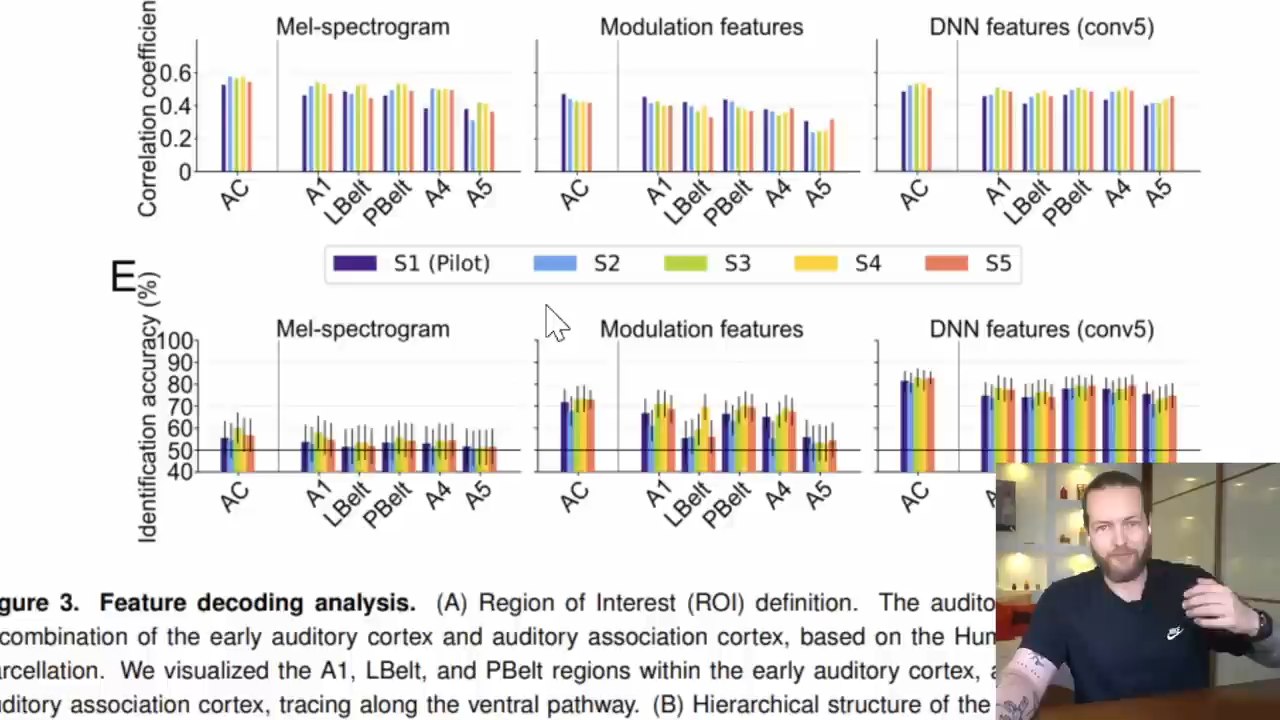 Mel-spectrogram Modulation features DNN features (conv5)
Correlation coefficien
0.6
0.4
0.2
0
AC A1 LBelt PBelt A4 A5 AC A1 LBelt PBelt A4 A5 AC A1 LBelt PBelt A4 A5
S1 (Pilot) S2 S3 S4 S5
E
Mel-spectrogram Modulation features DNN features (conv5)
Identification accuracy (%)
100
90
80
70
60
50
40
AC A1 LBelt PBelt A4 A5 AC A1 LBelt PBelt A4 A5 AC
gure 3. Feature decoding analysis. (A) Region of Interest (ROI) definition. The audito
combination of the early auditory cortex and auditory association cortex, based on the Hum
arcellation. We visualized the A1, LBelt, and PBelt regions within the early auditory cortex, a
uditory association cortex, tracing along the ventral pathway. (B) Hierarchical structure of the